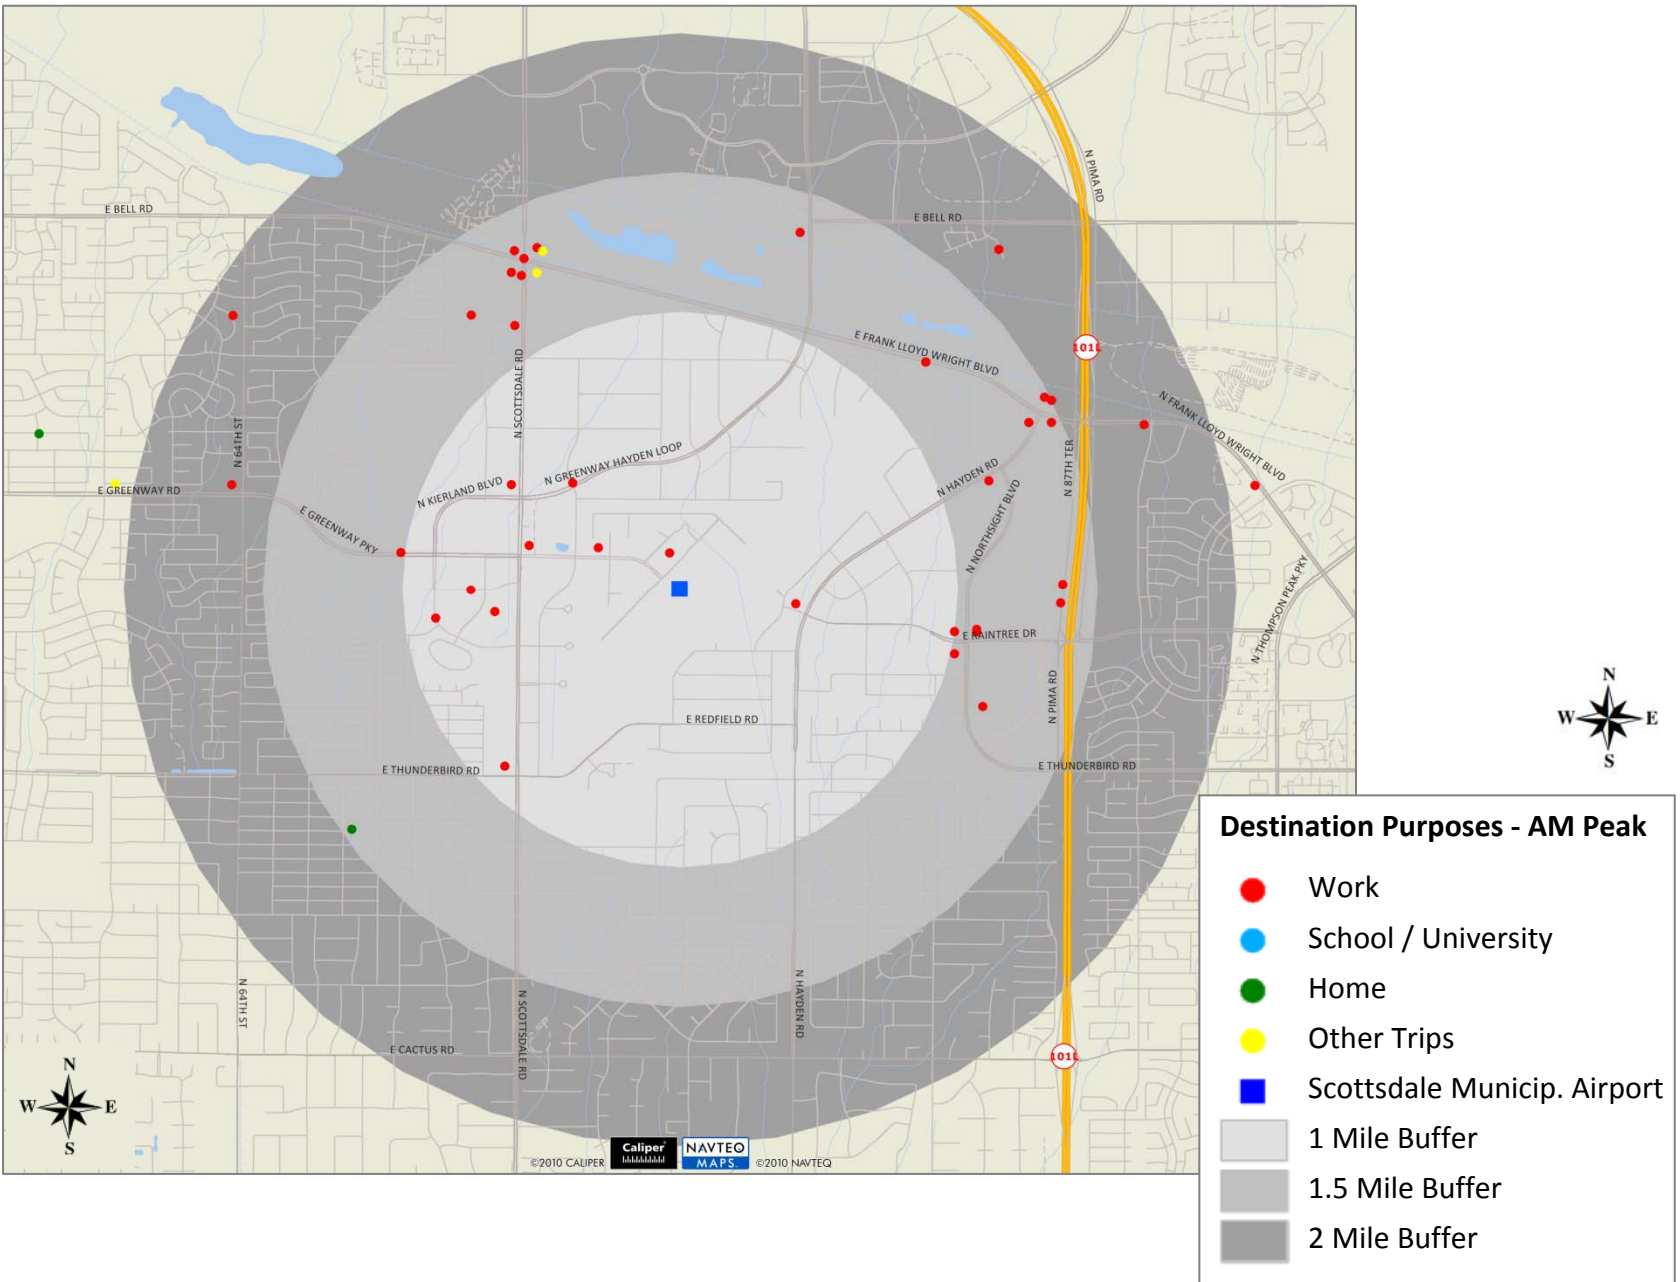 N PIMA RD
E BELL RD
E BELL RD
101L
E FRANK LLOYD WRIGHT BLVD
N SCOTTSDALE RD
N FRANK LLOYD WRIGHT BLVD
N 64TH ST
N 87TH TER
N GREENWAY HAYDEN LOOP
N KIERLAND BLVD
N HAYDEN RD
E GREENWAY RD
E GREENWAY PKY
N NORTHSIGHT BLVD
N THOMPSON PEAK PKY
E RAINTREE DR
N PIMA RD
E REDFIELD RD
E THUNDERBIRD RD
E THUNDERBIRD RD
N 64TH ST
N SCOTTSDALE RD
N HAYDEN RD
E CACTUS RD
101L
N
W E
S
©2010 CALIPER
Caliper
NAVTEQ
MAPS.
©2010 NAVTEQ
N
W E
S
Destination Purposes - AM Peak
Work
School / University
Home
Other Trips
Scottsdale Municip. Airport
1 Mile Buffer
1.5 Mile Buffer
2 Mile Buffer